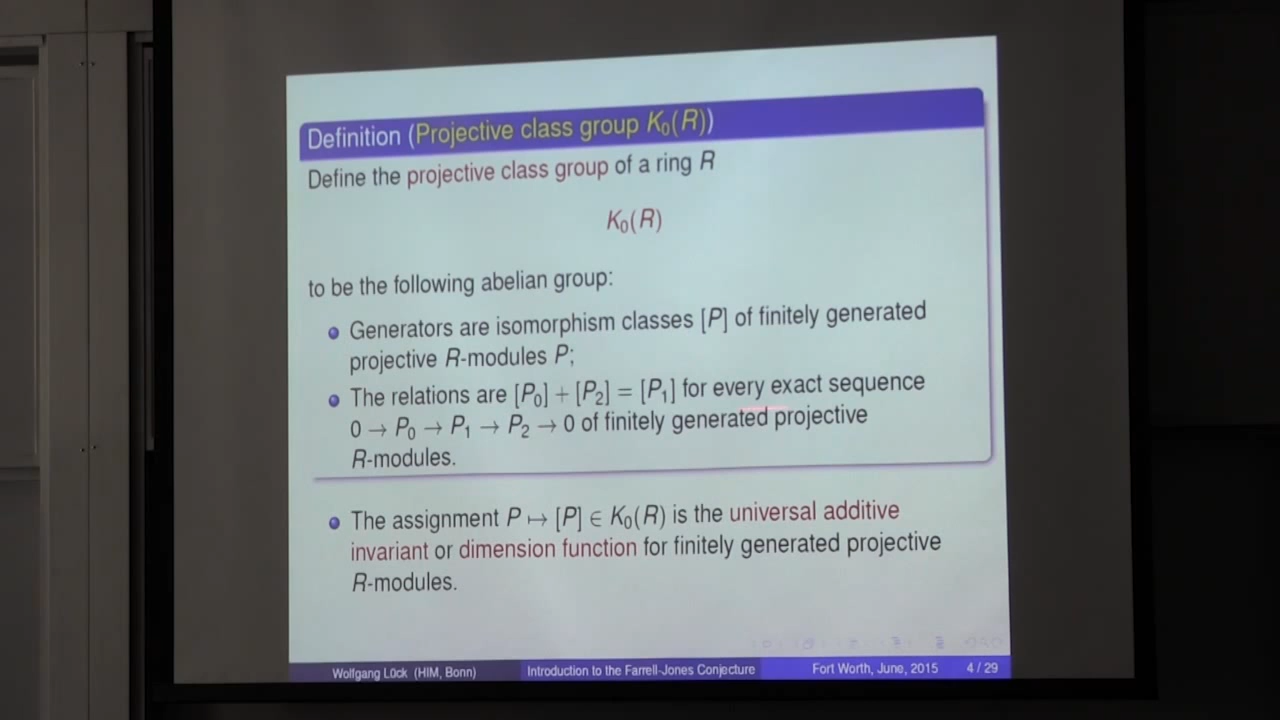 Definition (Projective class group K₀(R))
Define the projective class group of a ring R
K₀(R)
to be the following abelian group:
Generators are isomorphism classes [P] of finitely generated
projective R-modules P;
The relations are [P₀] + [P₂] = [P₁] for every exact sequence
0 → P₀ → P₁ → P₂ → 0 of finitely generated projective
R-modules.
The assignment P ↦ [P] ∈ K₀(R) is the universal additive
invariant or dimension function for finitely generated projective
R-modules.
Wolfgang Lück (HIM, Bonn) Introduction to the Farrell-Jones Conjecture Fort Worth, June, 2015 4 / 29